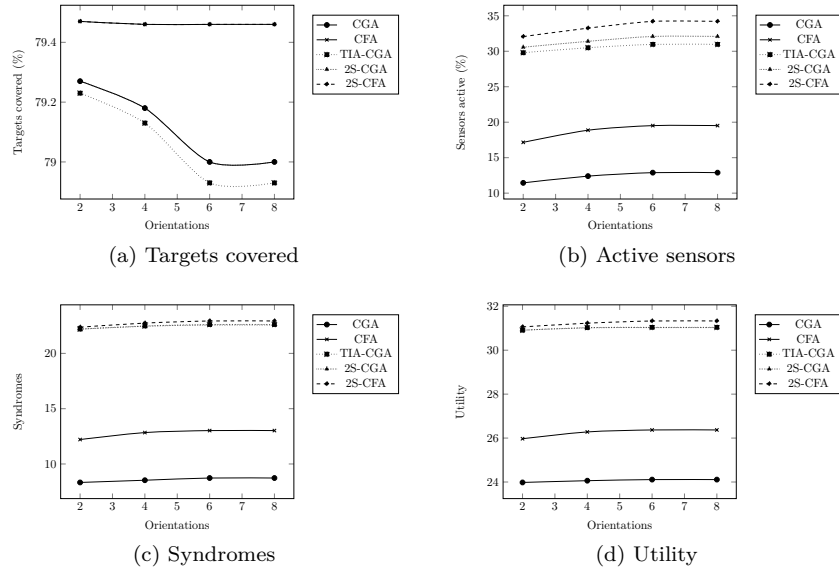 79.4
79.2
79
Targets covered (%)
2 3 4 5 6 7 8
Orientations
CGA
CFA
TIA-CGA
2S-CGA
2S-CFA
(a) Targets covered
35
30
25
20
15
10
Sensors active (%)
2 3 4 5 6 7 8
Orientations
CGA
CFA
TIA-CGA
2S-CGA
2S-CFA
(b) Active sensors
20
15
10
Syndromes
2 3 4 5 6 7 8
Orientations
CGA
CFA
TIA-CGA
2S-CGA
2S-CFA
(c) Syndromes
32
30
28
26
24
Utility
2 3 4 5 6 7 8
Orientations
CGA
CFA
TIA-CGA
2S-CGA
2S-CFA
(d) Utility